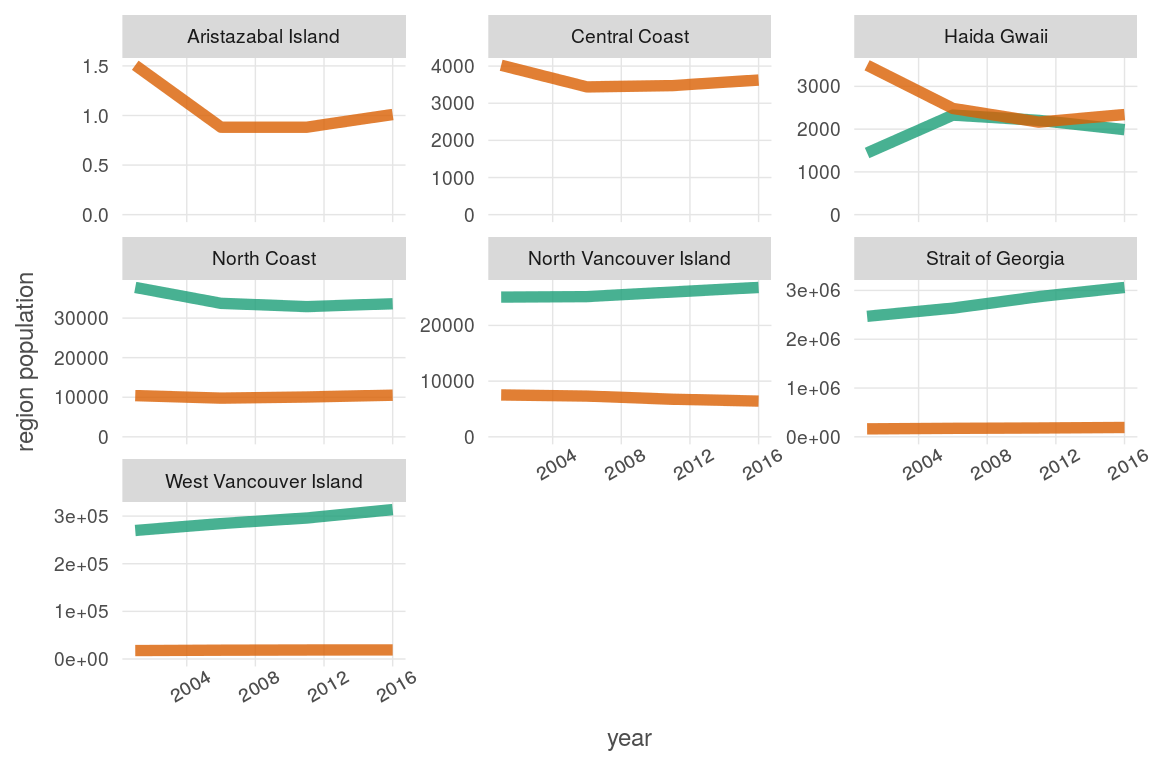 Aristazabal Island
Central Coast
Haida Gwaii
1.5
1.0
0.5
0.0
4000
3000
2000
1000
0
3000
2000
1000
0
North Coast
North Vancouver Island
Strait of Georgia
30000
20000
10000
0
20000
10000
0
3e+06
2e+06
1e+06
0e+00
2004
2008
2012
2016
2004
2008
2012
2016
West Vancouver Island
3e+05
2e+05
1e+05
0e+00
2004
2008
2012
2016
region population
year